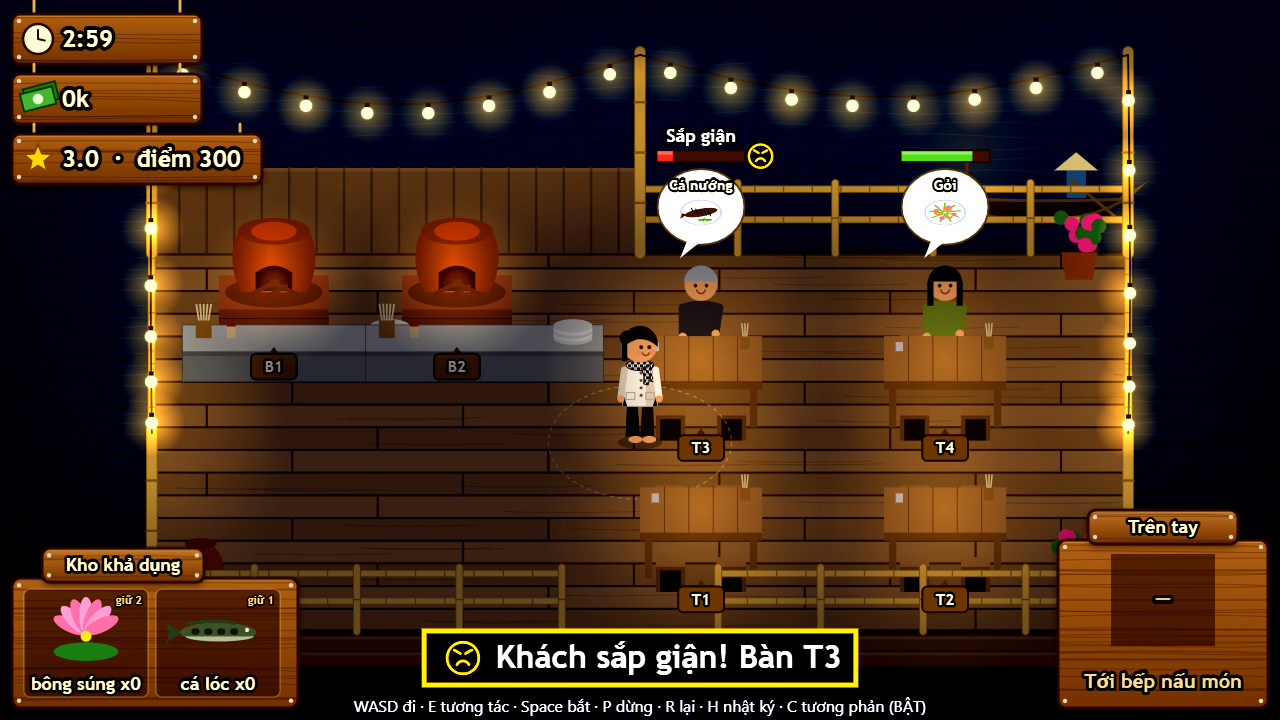 2:59
0k
3.0 · điểm 300
Sắp giận
Cá nướng
Gỏi
B1
B2
T3
T4
T1
T2
Kho khả dụng
giữ 2
bông súng x0
giữ 1
cá lóc x0
Khách sắp giận! Bàn T3
Trên tay
—
Tới bếp nấu món
WASD đi · E tương tác · Space bắt · P dừng · R lại · H nhật ký · C tương phản (BẬT)